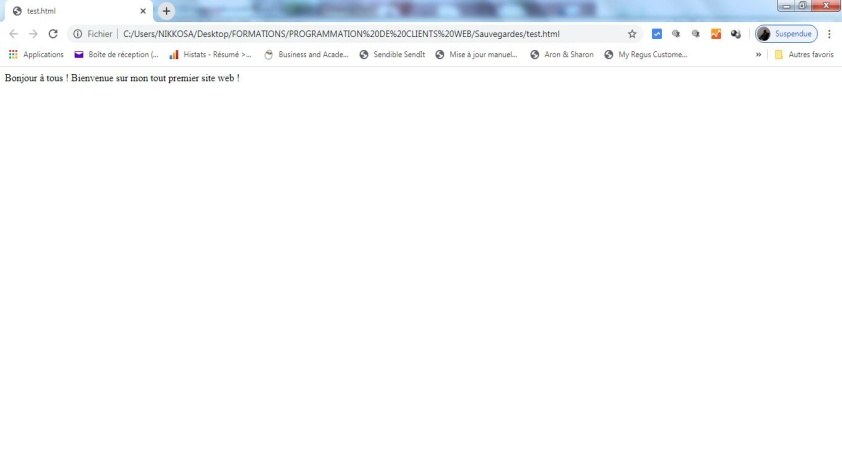 test.html
Fichier C:/Users/NIKKOSA/Desktop/FORMATIONS/PROGRAMMATION%20DE%20CLIENTS%20WEB/Sauvegardes/test.html Suspendue
Applications Boîte de réception (... Histats - Résumé >... Business and Acade... Sendible SendIt Mise à jour manuel... Aron & Sharon My Regus Custome... » Autres favoris
Bonjour à tous ! Bienvenue sur mon tout premier site web !